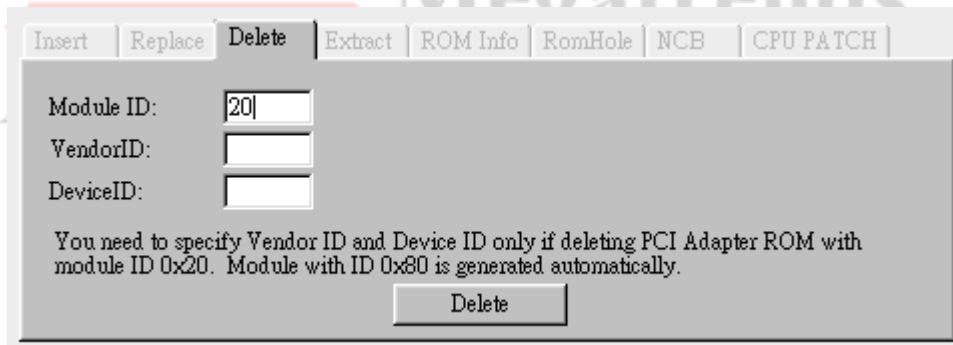 Insert Replace Delete Extract ROM Info RomHole NCB CPU PATCH
Module ID: 20
VendorID:
DeviceID:
You need to specify Vendor ID and Device ID only if deleting PCI Adapter ROM with
module ID 0x20. Module with ID 0x80 is generated automatically.
Delete